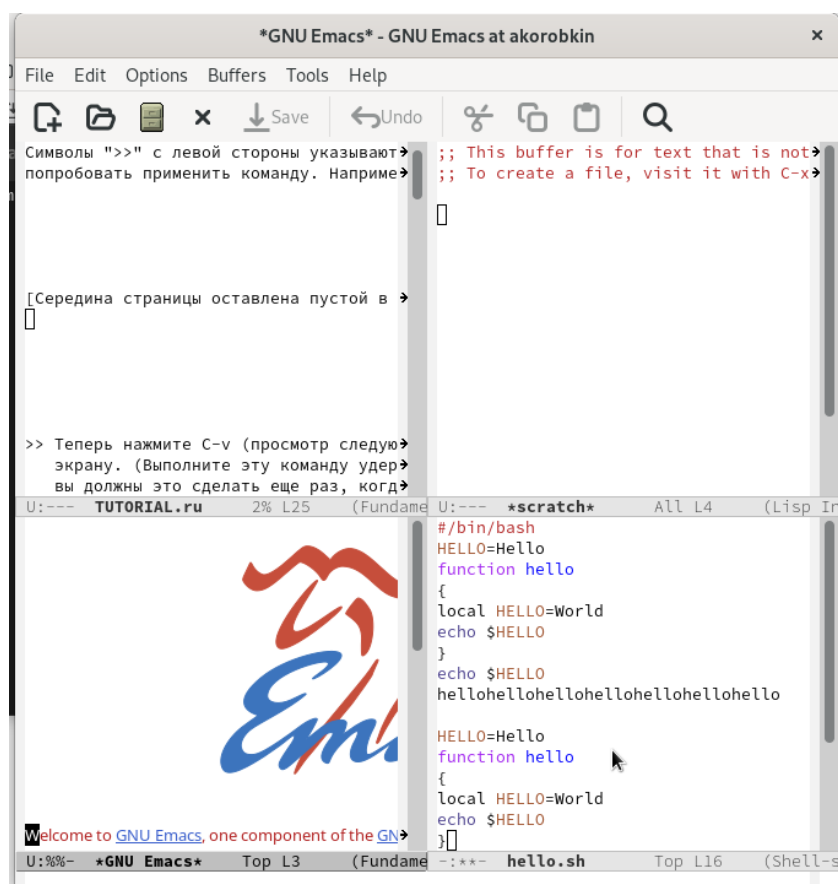 *GNU Emacs* - GNU Emacs at akorobkin
File Edit Options Buffers Tools Help
Save Undo
Символы ">>" с левой стороны указывают
попробовать применить команду. Наприме
[Середина страницы оставлена пустой в
>> Теперь нажмите C-v (просмотр следую
экрану. (Выполните эту команду удер
вы должны это сделать еще раз, когд
U:--- TUTORIAL.ru 2% L25 (Fundame
;; This buffer is for text that is not
;; To create a file, visit it with C-x
U:--- *scratch* All L4 (Lisp In
Em
Welcome to GNU Emacs, one component of the GN
U:%%- *GNU Emacs* Top L3 (Fundame
#/bin/bash
HELLO=Hello
function hello
{
local HELLO=World
echo $HELLO
}
echo $HELLO
hellohellohellohellohellohellohello
HELLO=Hello
function hello
{
local HELLO=World
echo $HELLO
}
-:**- hello.sh Top L16 (Shell-s